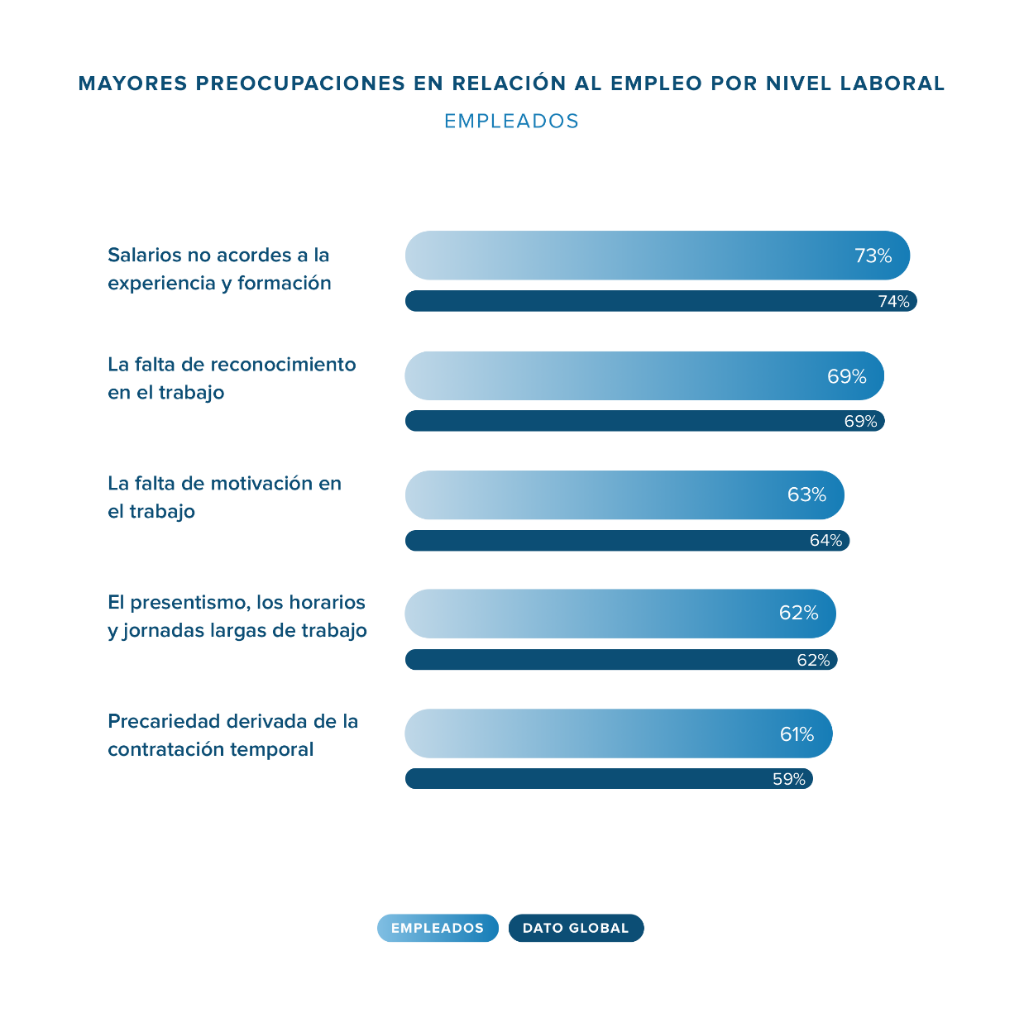 MAYORES PREOCUPACIONES EN RELACIÓN AL EMPLEO POR NIVEL LABORAL
EMPLEADOS
Salarios no acordes a la
experiencia y formación
73%
74%
La falta de reconocimiento
en el trabajo
69%
69%
La falta de motivación en
el trabajo
63%
64%
El presentismo, los horarios
y jornadas largas de trabajo
62%
62%
Precariedad derivada de la
contratación temporal
61%
59%
EMPLEADOS DATO GLOBAL